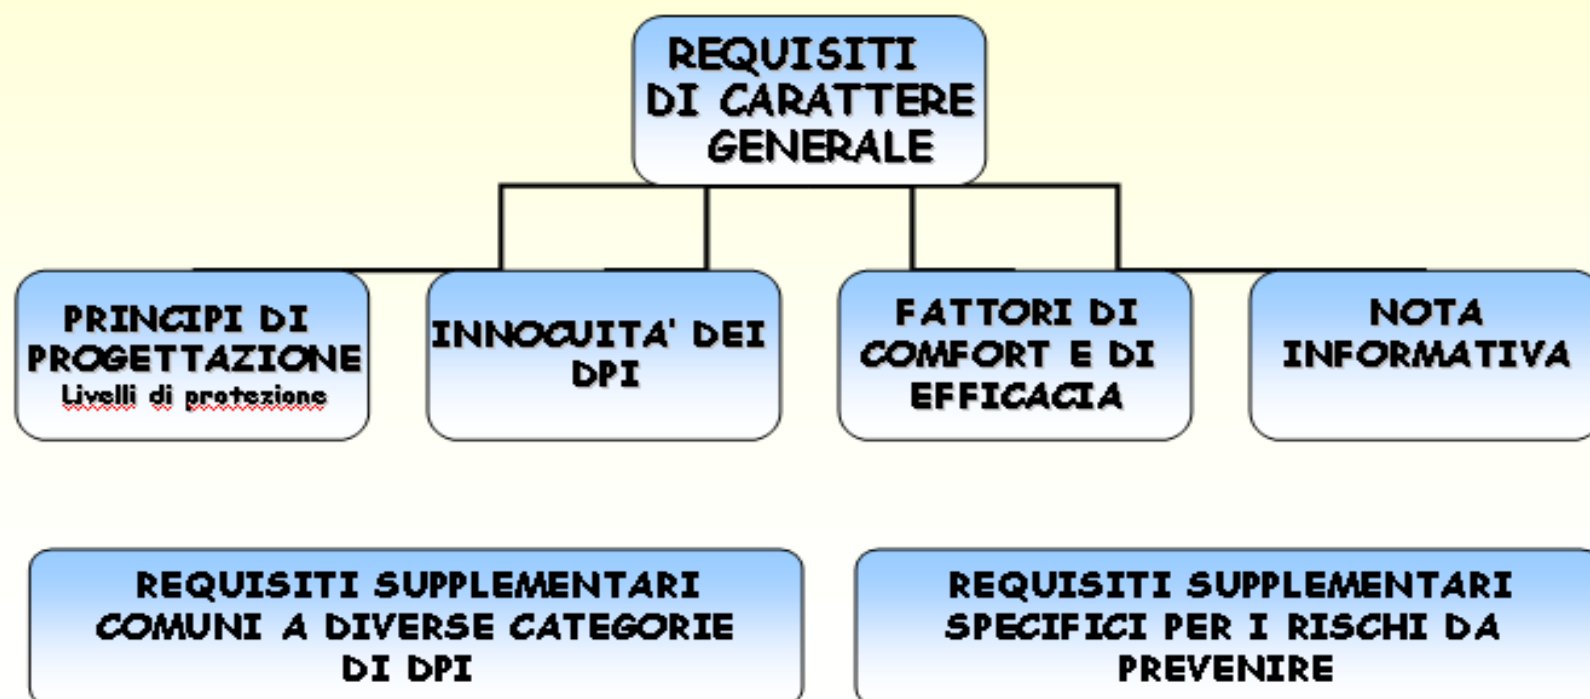 REQUISITI
DI CARATTERE
GENERALE
PRINCIPI DI
PROGETTAZIONE
Livelli di protezione
INNOCUITA' DEI
DPI
FATTORI DI
COMFORT E DI
EFFICACIA
NOTA
INFORMATIVA
REQUISITI SUPPLEMENTARI
COMUNI A DIVERSE CATEGORIE
DI DPI
REQUISITI SUPPLEMENTARI
SPECIFICI PER I RISCHI DA
PREVENIRE